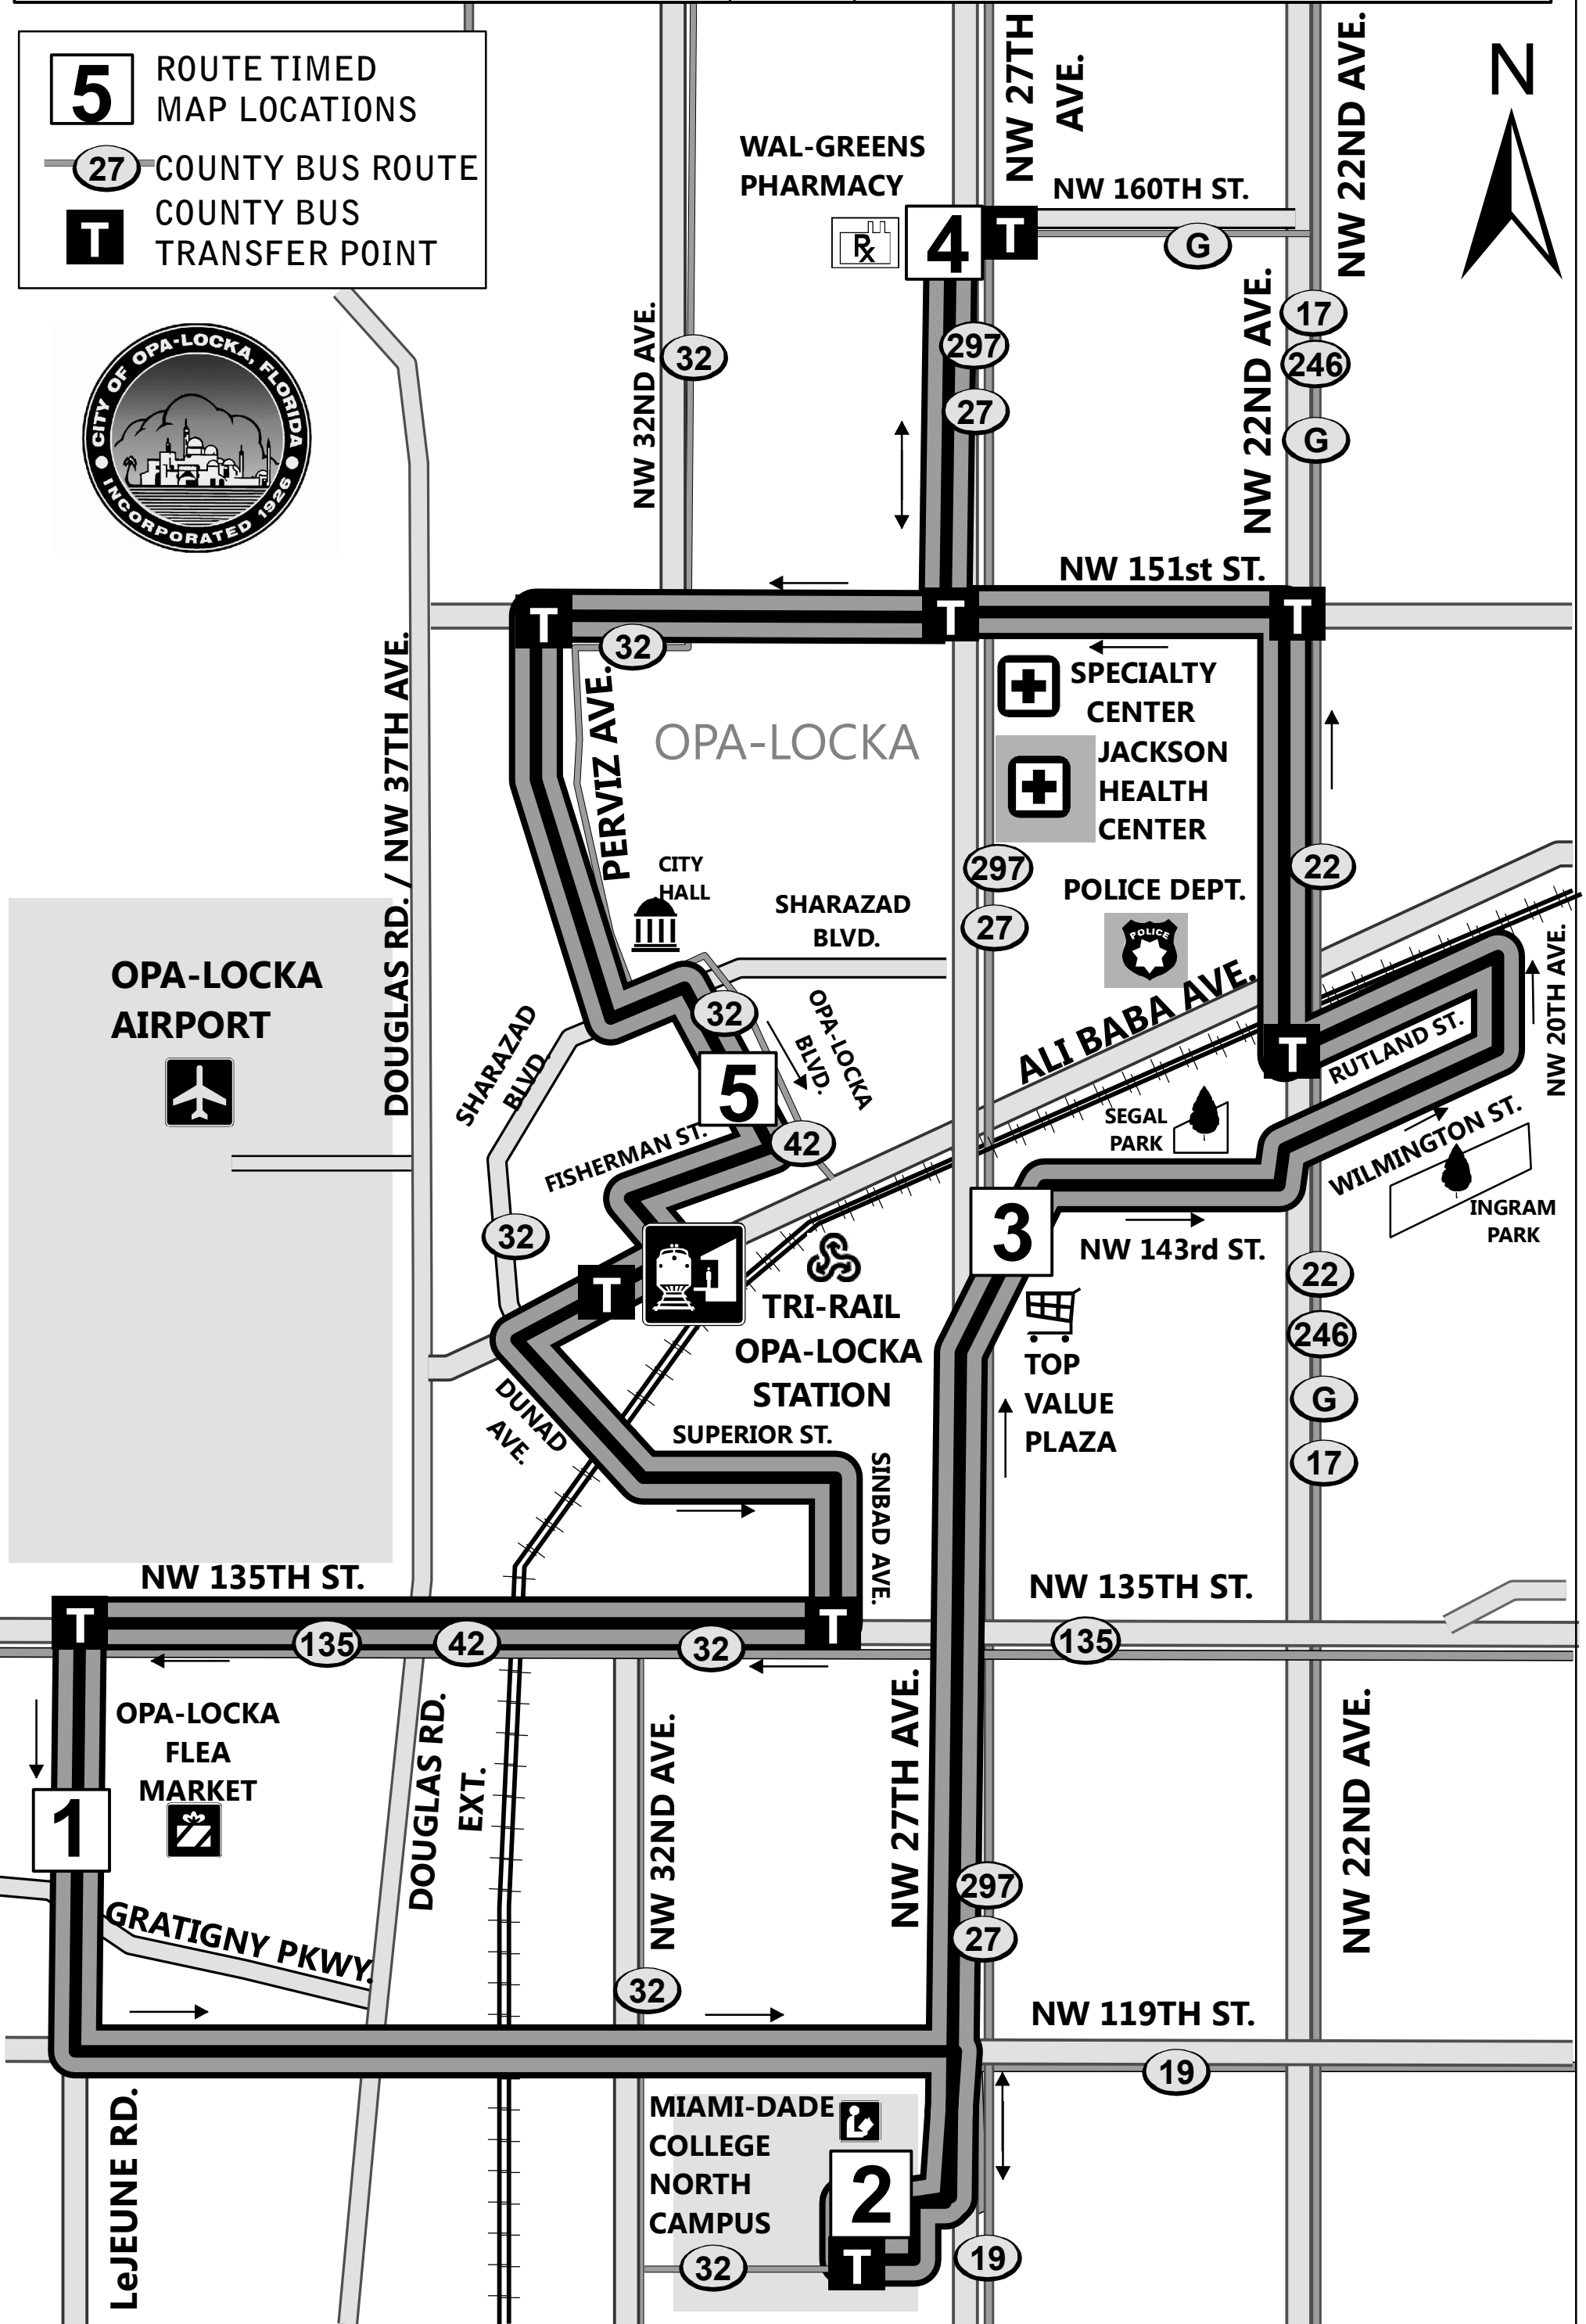 5
ROUTE TIMED
MAP LOCATIONS
27
COUNTY BUS ROUTE
T
COUNTY BUS
TRANSFER POINT
CITY OF OPA-LOCKA, FLORIDA
INCORPORATED 1926
N
NW 27TH
AVE.
NW 22ND AVE.
WAL-GREENS
PHARMACY
Rx
4
T
NW 160TH ST.
G
NW 32ND AVE.
32
297
27
NW 22ND AVE.
17
246
G
NW 151st ST.
T
T
T
32
DOUGLAS RD. / NW 37TH AVE.
PERVIZ AVE.
OPA-LOCKA
SPECIALTY
CENTER
JACKSON
HEALTH
CENTER
CITY
HALL
297
27
22
POLICE DEPT.
POLICE
SHARAZAD
BLVD.
OPA-LOCKA
AIRPORT
ALI BABA AVE.
NW 20TH AVE.
32
OPA-LOCKA
BLVD.
SHARAZAD
BLVD.
T
RUTLAND ST.
5
SEGAL
PARK
WILMINGTON ST.
INGRAM
PARK
42
FISHERMAN ST.
32
3
NW 143rd ST.
T
TRI-RAIL
OPA-LOCKA
STATION
TOP
VALUE
PLAZA
22
246
G
17
DUNAD
AVE.
SUPERIOR ST.
SINBAD AVE.
NW 135TH ST.
NW 135TH ST.
T
T
135
42
32
135
OPA-LOCKA
FLEA
MARKET
1
DOUGLAS RD.
EXT.
NW 32ND AVE.
NW 27TH AVE.
NW 22ND AVE.
297
27
GRATIGNY PKWY.
32
NW 119TH ST.
19
LeJEUNE RD.
MIAMI-DADE
COLLEGE
NORTH
CAMPUS
2
T
32
19